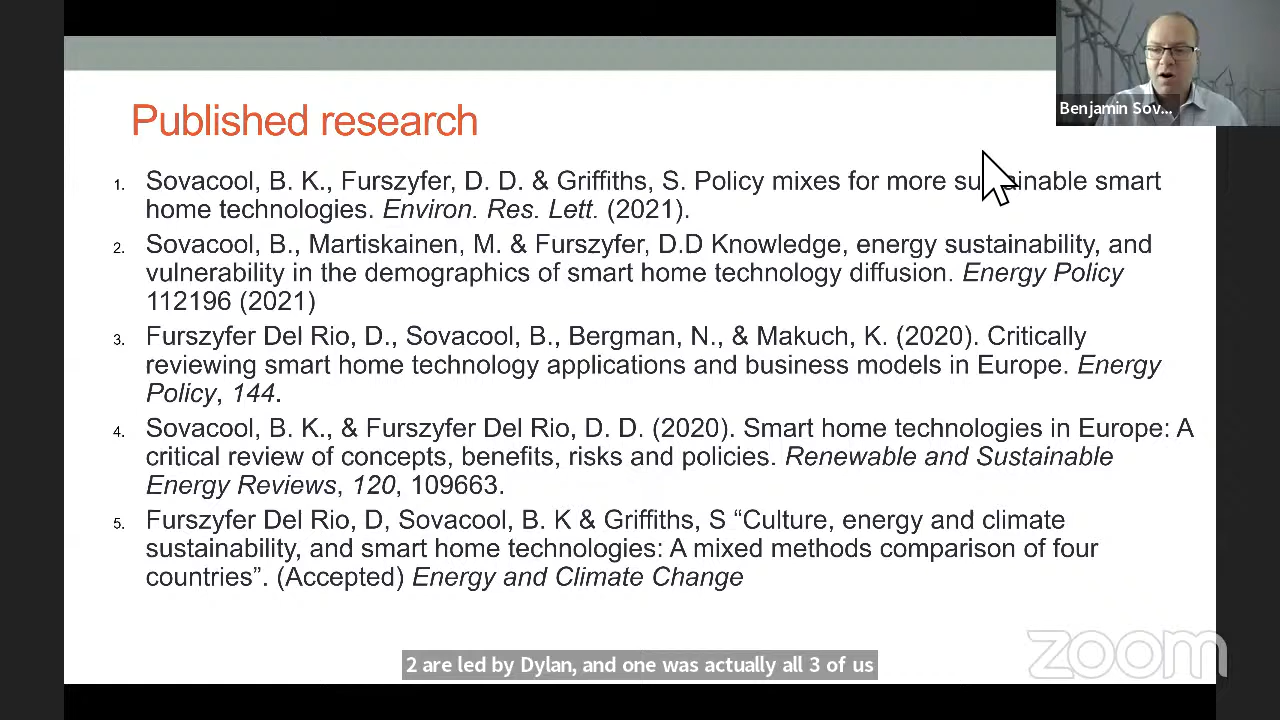 Benjamin Sov...
Published research
1. Sovacool, B. K., Furszyfer, D. D. & Griffiths, S. Policy mixes for more su inable smart
home technologies. Environ. Res. Lett. (2021).
2. Sovacool, B., Martiskainen, M. & Furszyfer, D.D Knowledge, energy sustainability, and
vulnerability in the demographics of smart home technology diffusion. Energy Policy
112196 (2021)
3. Furszyfer Del Rio, D., Sovacool, B., Bergman, N., & Makuch, K. (2020). Critically
reviewing smart home technology applications and business models in Europe. Energy
Policy, 144.
4. Sovacool, B. K., & Furszyfer Del Rio, D. D. (2020). Smart home technologies in Europe: A
critical review of concepts, benefits, risks and policies. Renewable and Sustainable
Energy Reviews, 120, 109663.
5. Furszyfer Del Rio, D, Sovacool, B. K & Griffiths, S “Culture, energy and climate
sustainability, and smart home technologies: A mixed methods comparison of four
countries”. (Accepted) Energy and Climate Change
zoom
2 are led by Dylan, and one was actually all 3 of us